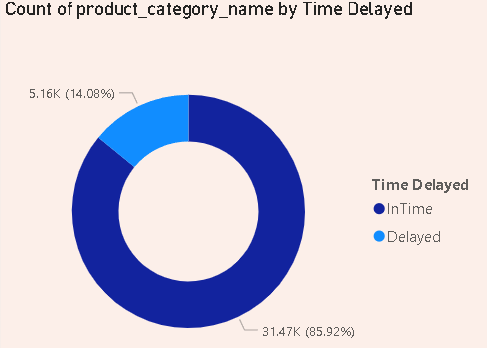 Count of product_category_name by Time Delayed
5.16K (14.08%)
Time Delayed
InTime
Delayed
31.47K (85.92%)